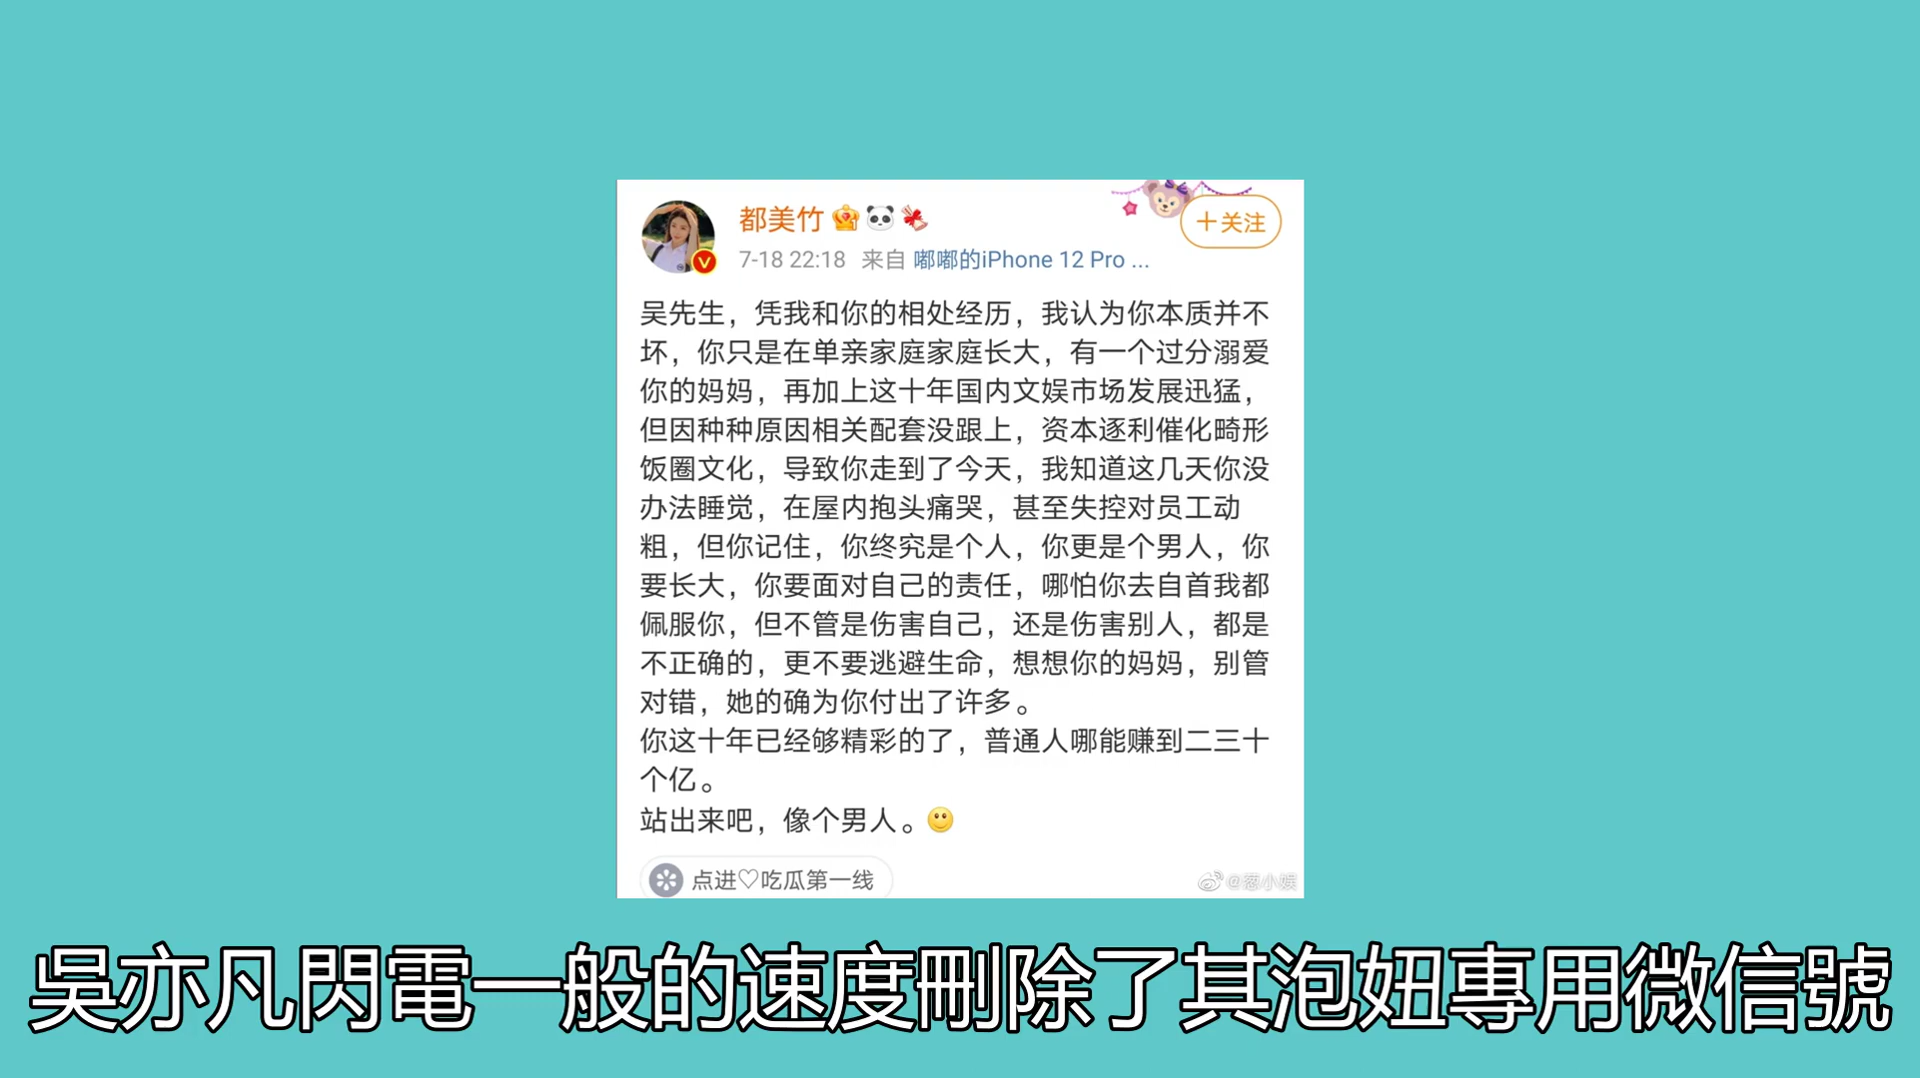 都美竹
+关注
7-18 22:18 来自 嘟嘟的iPhone 12 Pro ...
吴先生，凭我和你的相处经历，我认为你本质并不
坏，你只是在单亲家庭家庭长大，有一个过分溺爱
你的妈妈，再加上这十年国内文娱市场发展迅猛，
但因种种原因相关配套没跟上，资本逐利催化畸形
饭圈文化，导致你走到了今天，我知道这几天你没
办法睡觉，在屋内抱头痛哭，甚至失控对员工动
粗，但你记住，你终究是个人，你更是个男人，你
要长大，你要面对自己的责任，哪怕你去自首我都
佩服你，但不管是伤害自己，还是伤害别人，都是
不正确的，更不要逃避生命，想想你的妈妈，别管
对错，她的确为你付出了许多。
你这十年已经够精彩的了，普通人哪能赚到二三十
个亿。
站出来吧，像个男人。🙂
点进♡吃瓜第一线
吳亦凡閃電一般的速度刪除了其泡妞專用微信號